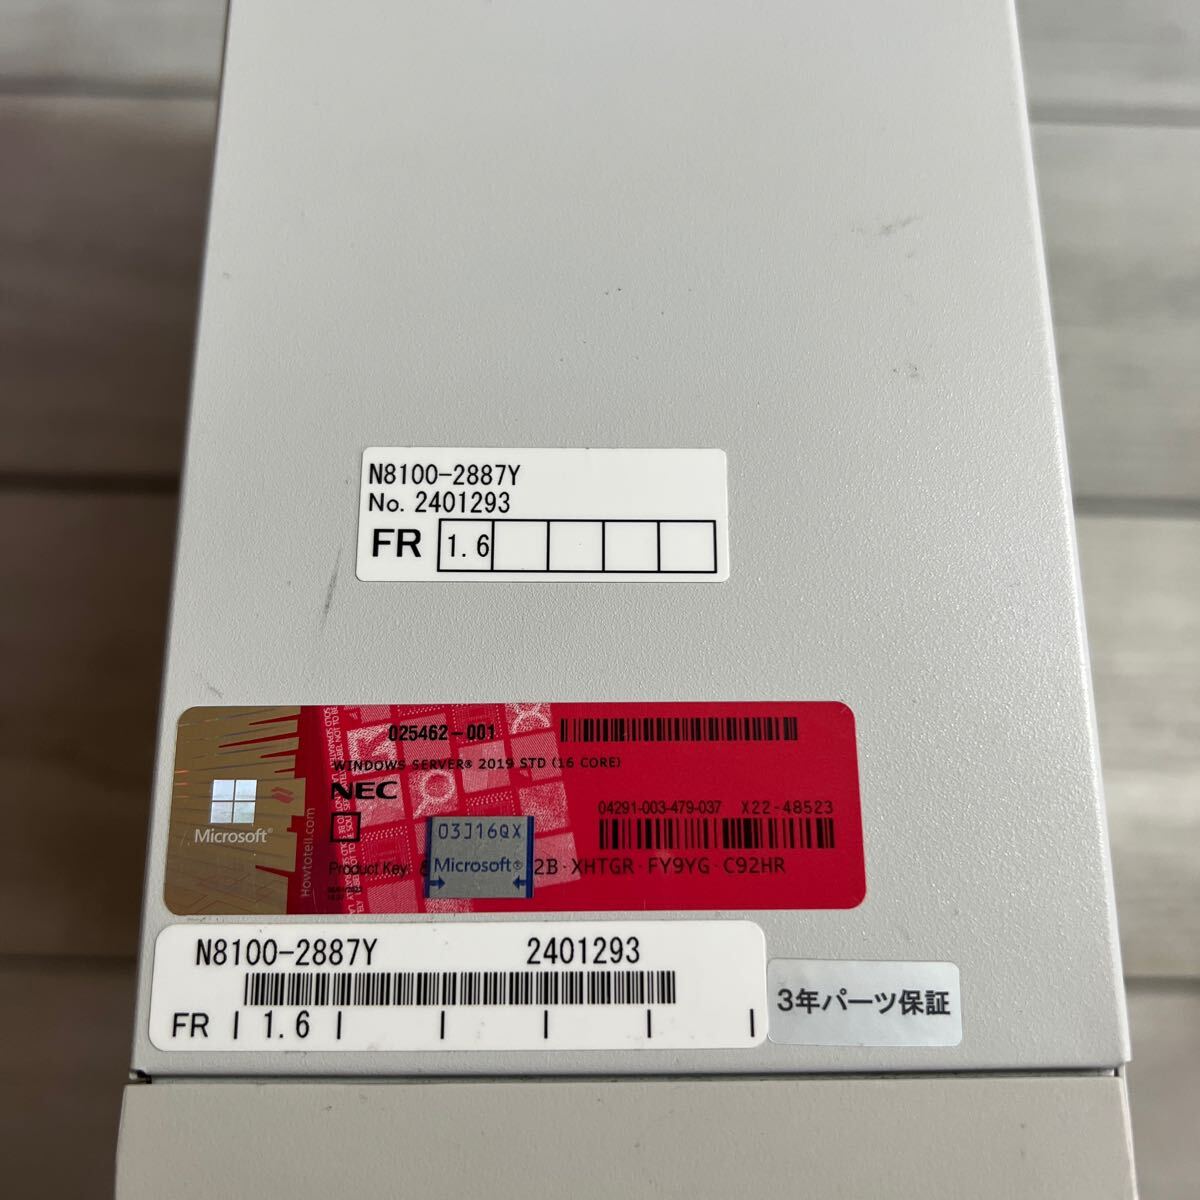 N8100-2887Y
No. 2401293
FR 1.6
025462-001
WINDOWS SERVER® 2019 STD (16 CORE)
NEC
04291-003-479-037 X22-48523
Microsoft
Howtotell.com
03J16QX
Microsoft®
Product Key: 2B-XHTGR-FY9YG-C92HR
N8100-2887Y 2401293
FR 1.6
3年パーツ保証